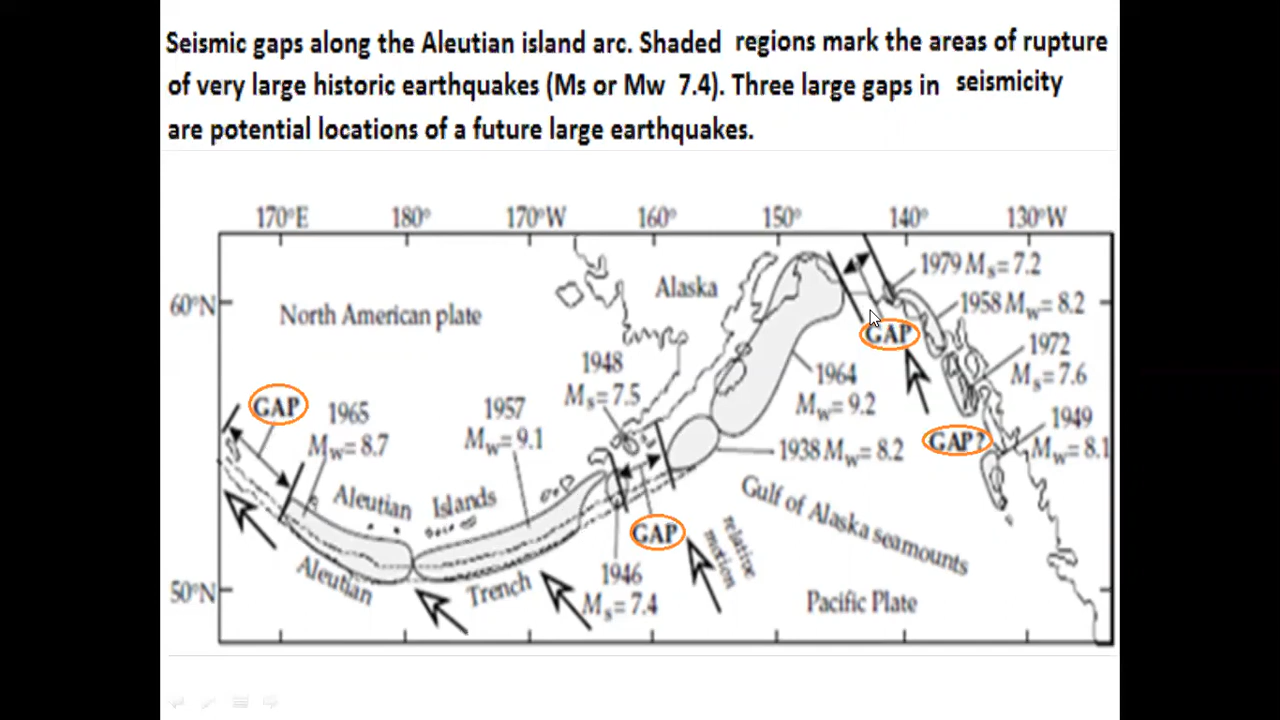 Seismic gaps along the Aleutian island arc. Shaded regions mark the areas of rupture
of very large historic earthquakes (Ms or Mw 7.4). Three large gaps in seismicity
are potential locations of a future large earthquakes.
170°E 180° 170°W 160° 150° 140° 130°W
60°N
50°N
North American plate
Alaska
1979 Ms= 7.2
1958 Mw= 8.2
GAP
1972
Ms= 7.6
1948
Ms= 7.5
1964
Mw= 9.2
GAP
1965
Mw= 8.7
1957
Mw= 9.1
1949
Mw= 8.1
GAP?
1938 Mw= 8.2
Aleutian Islands
Gulf of Alaska seamounts
GAP
relative
motion
Aleutian Trench
1946
Ms= 7.4
Pacific Plate